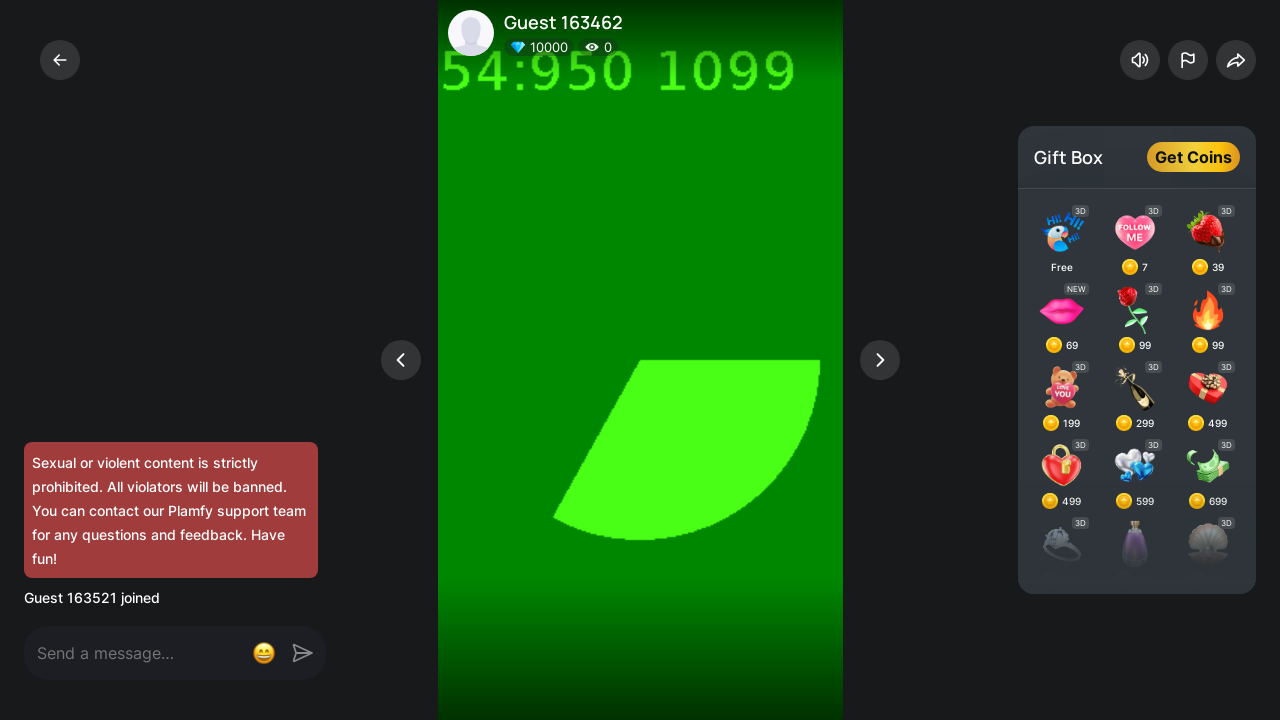 Guest 163462
10000 0
54:950 1099
Gift Box
Get Coins
3D 3D 3D
Hi! Hi! Hi!
FOLLOW
ME
Free 7 39
NEW 3D 3D
69 99 99
3D 3D 3D
LOVE
YOU
199 299 499
3D 3D 3D
499 599 699
3D 3D
Sexual or violent content is strictly
prohibited. All violators will be banned.
You can contact our Plamfy support team
for any questions and feedback. Have
fun!
Guest 163521 joined
Send a message...